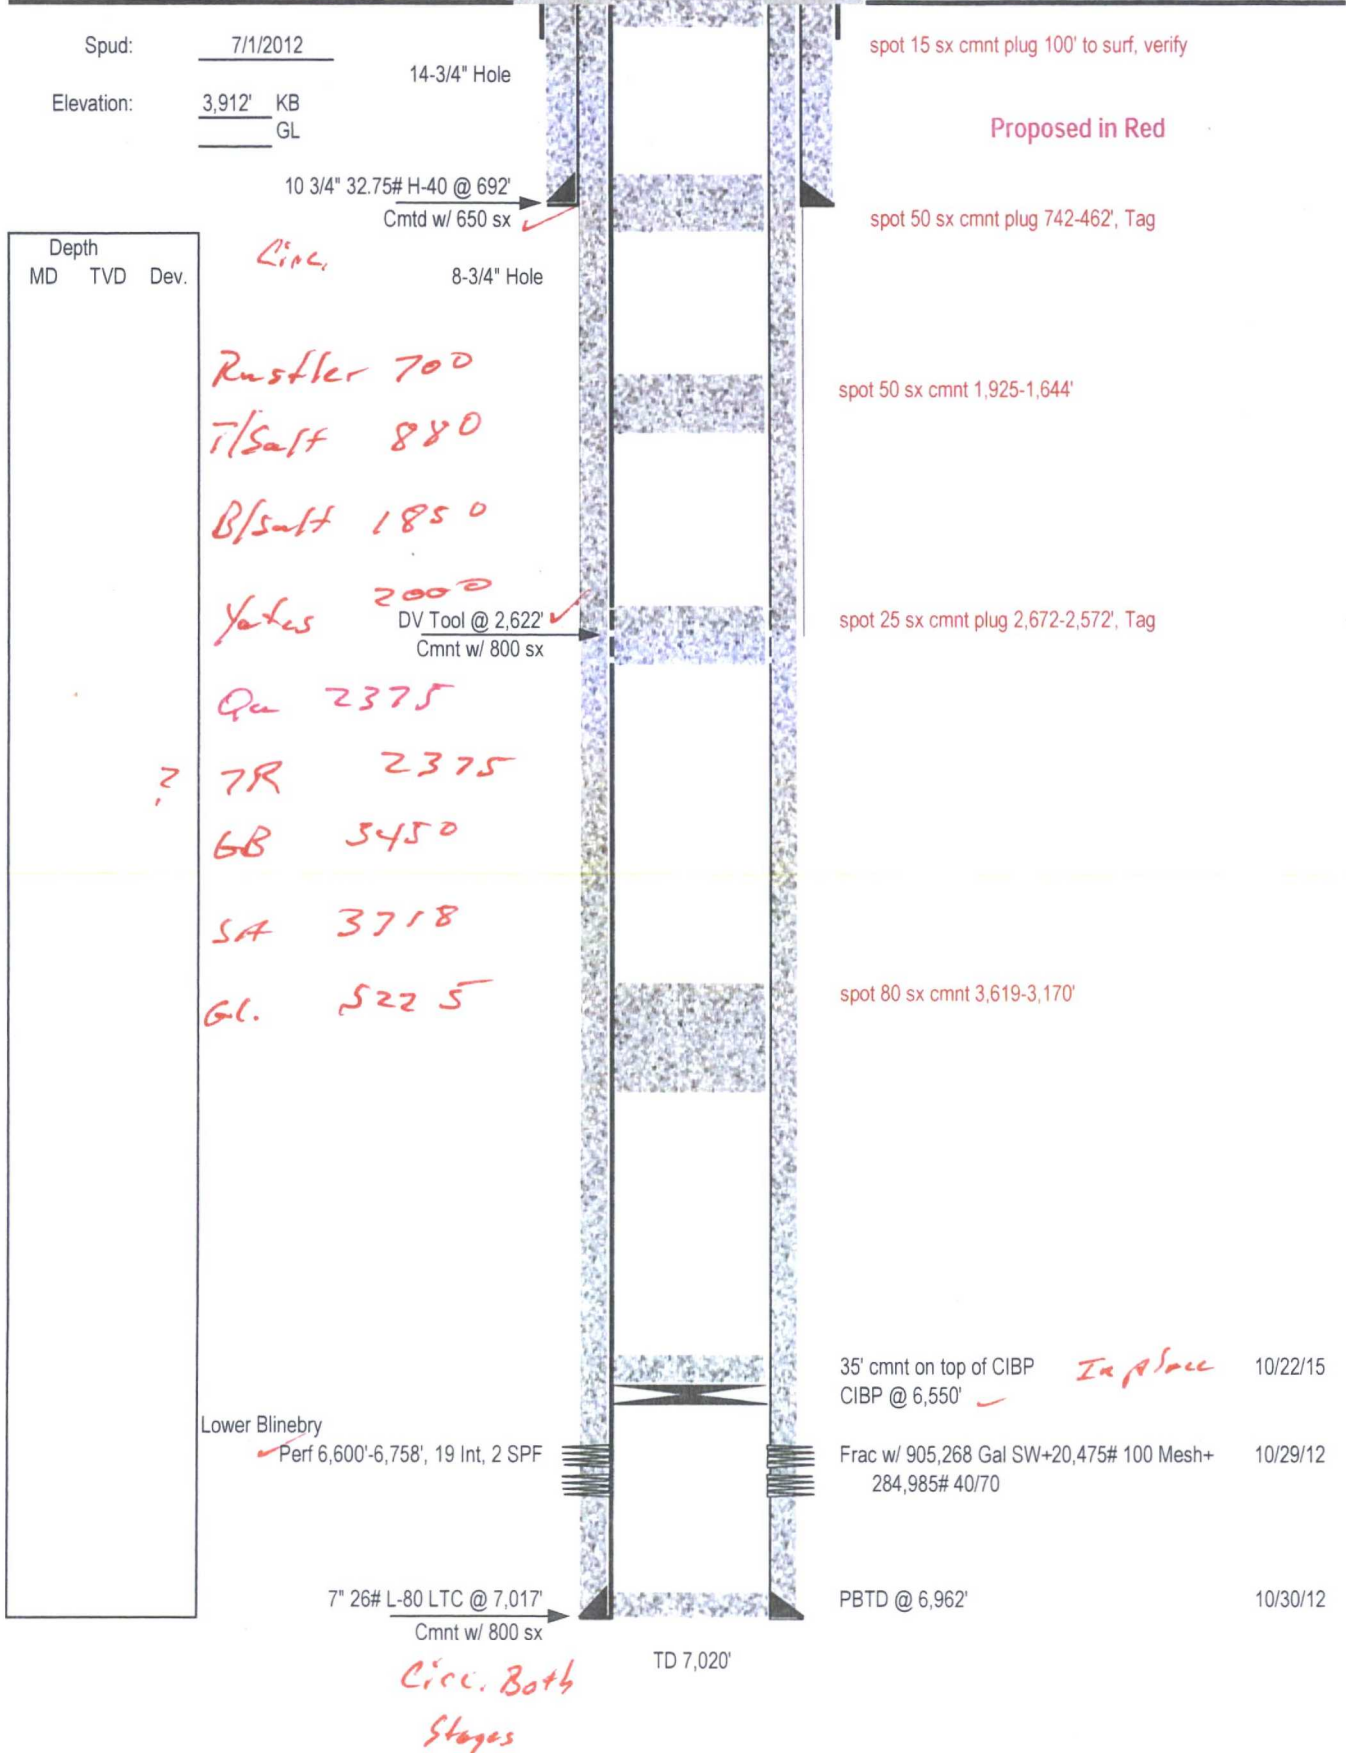 Spud: 7/1/2012
14-3/4" Hole
spot 15 sx cmnt plug 100' to surf, verify
Elevation: 3,912' KB
GL
Proposed in Red
10 3/4" 32.75# H-40 @ 692'
Cmtd w/ 650 sx
spot 50 sx cmnt plug 742-462', Tag
Circ.
Depth
MD TVD Dev.
8-3/4" Hole
Rustler 700
T/Salt 880
spot 50 sx cmnt 1,925-1,644'
B/salt 1850
Yates 2000
DV Tool @ 2,622'
Cmnt w/ 800 sx
spot 25 sx cmnt plug 2,672-2,572', Tag
Qu 2375
? 7R 2375
GB 3450
SA 3718
Gl. 5225
spot 80 sx cmnt 3,619-3,170'
35' cmnt on top of CIBP In place 10/22/15
CIBP @ 6,550'
Lower Blinebry
Perf 6,600'-6,758', 19 Int, 2 SPF
Frac w/ 905,268 Gal SW+20,475# 100 Mesh+ 10/29/12
284,985# 40/70
7" 26# L-80 LTC @ 7,017'
Cmnt w/ 800 sx
PBTD @ 6,962' 10/30/12
TD 7,020'
Circ. Both
Stages